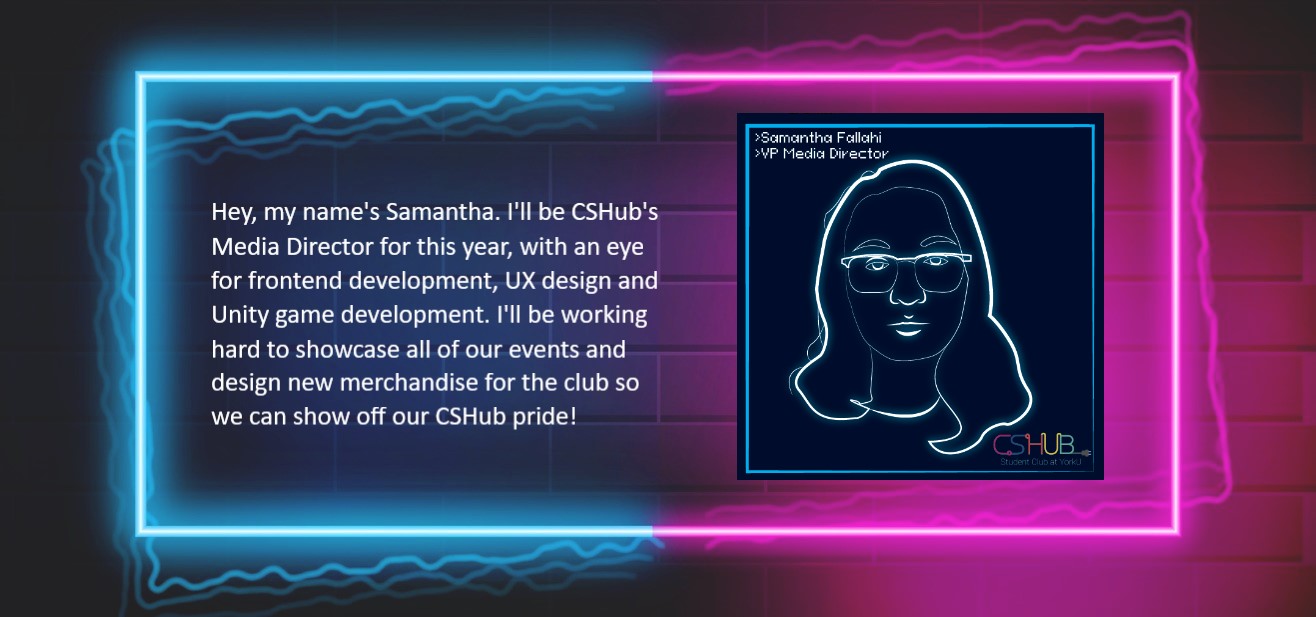 Hey, my name's Samantha. I'll be CSHub's
Media Director for this year, with an eye
for frontend development, UX design and
Unity game development. I'll be working
hard to showcase all of our events and
design new merchandise for the club so
we can show off our CSHub pride!
>Samantha Fallahi
>VP Media Director
CSHUB
Student Club at YorkU